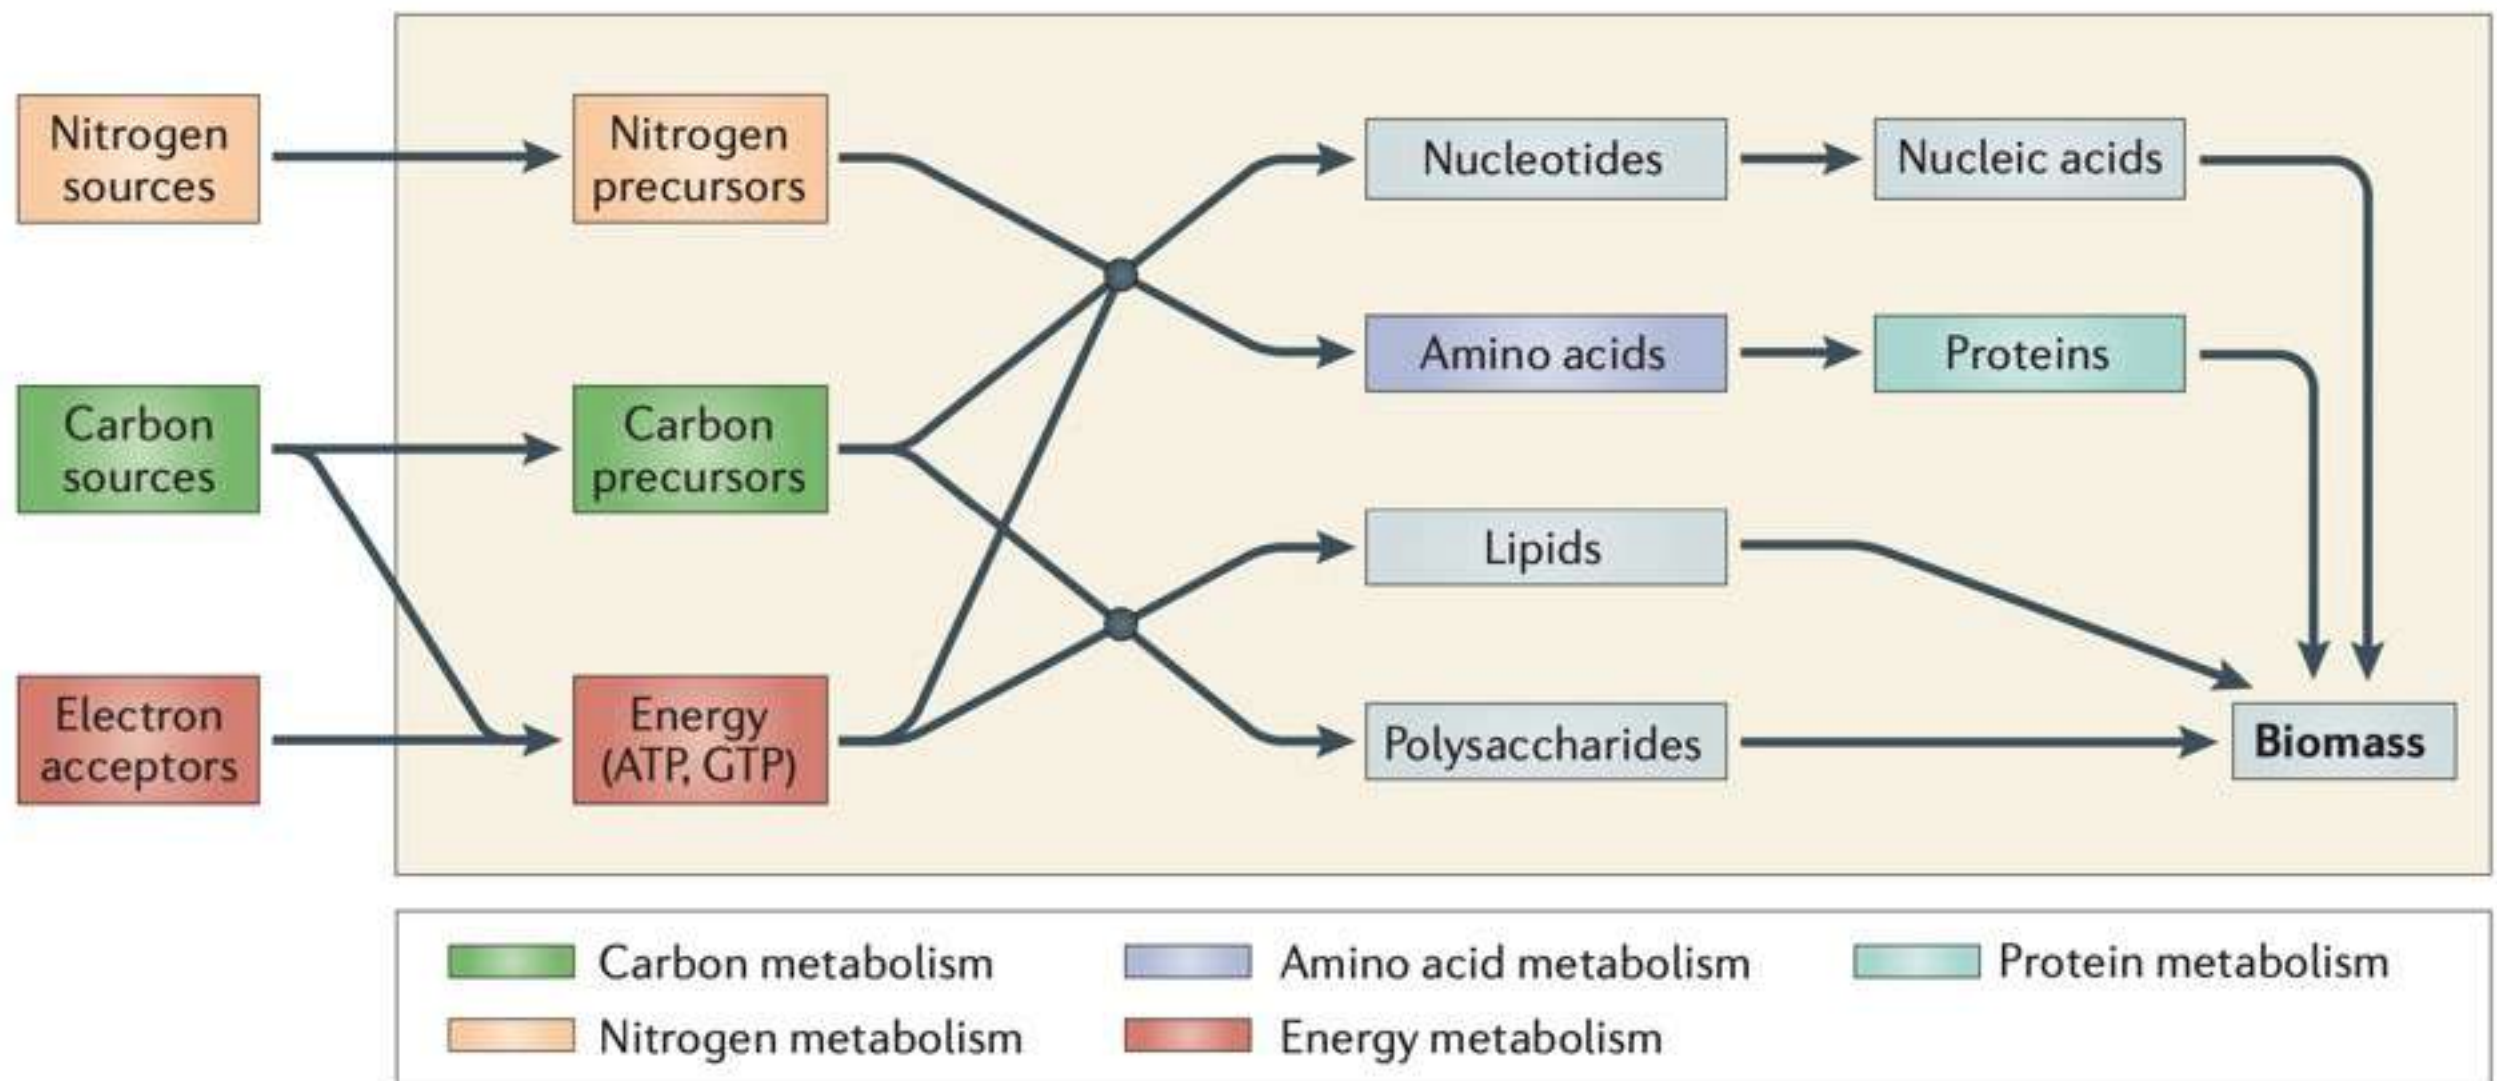 Nitrogen
sources
Nitrogen
precursors
Nucleotides
Nucleic acids
Carbon
sources
Carbon
precursors
Amino acids
Proteins
Lipids
Electron
acceptors
Energy
(ATP, GTP)
Polysaccharides
Biomass
Carbon metabolism
Amino acid metabolism
Protein metabolism
Nitrogen metabolism
Energy metabolism